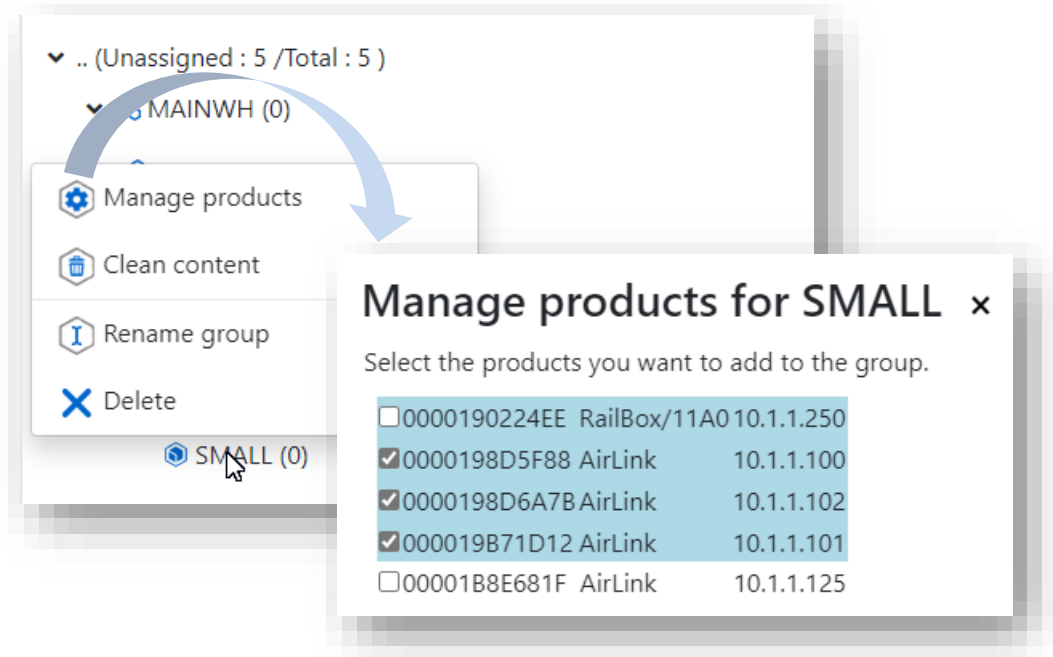 .. (Unassigned : 5 /Total : 5 )
MAINWH (0)
Manage products
Clean content
Rename group
Delete
SMALL (0)
Manage products for SMALL ×
Select the products you want to add to the group.
0000190224EE RailBox/11A0 10.1.1.250
0000198D5F88 AirLink 10.1.1.100
0000198D6A7B AirLink 10.1.1.102
000019B71D12 AirLink 10.1.1.101
00001B8E681F AirLink 10.1.1.125